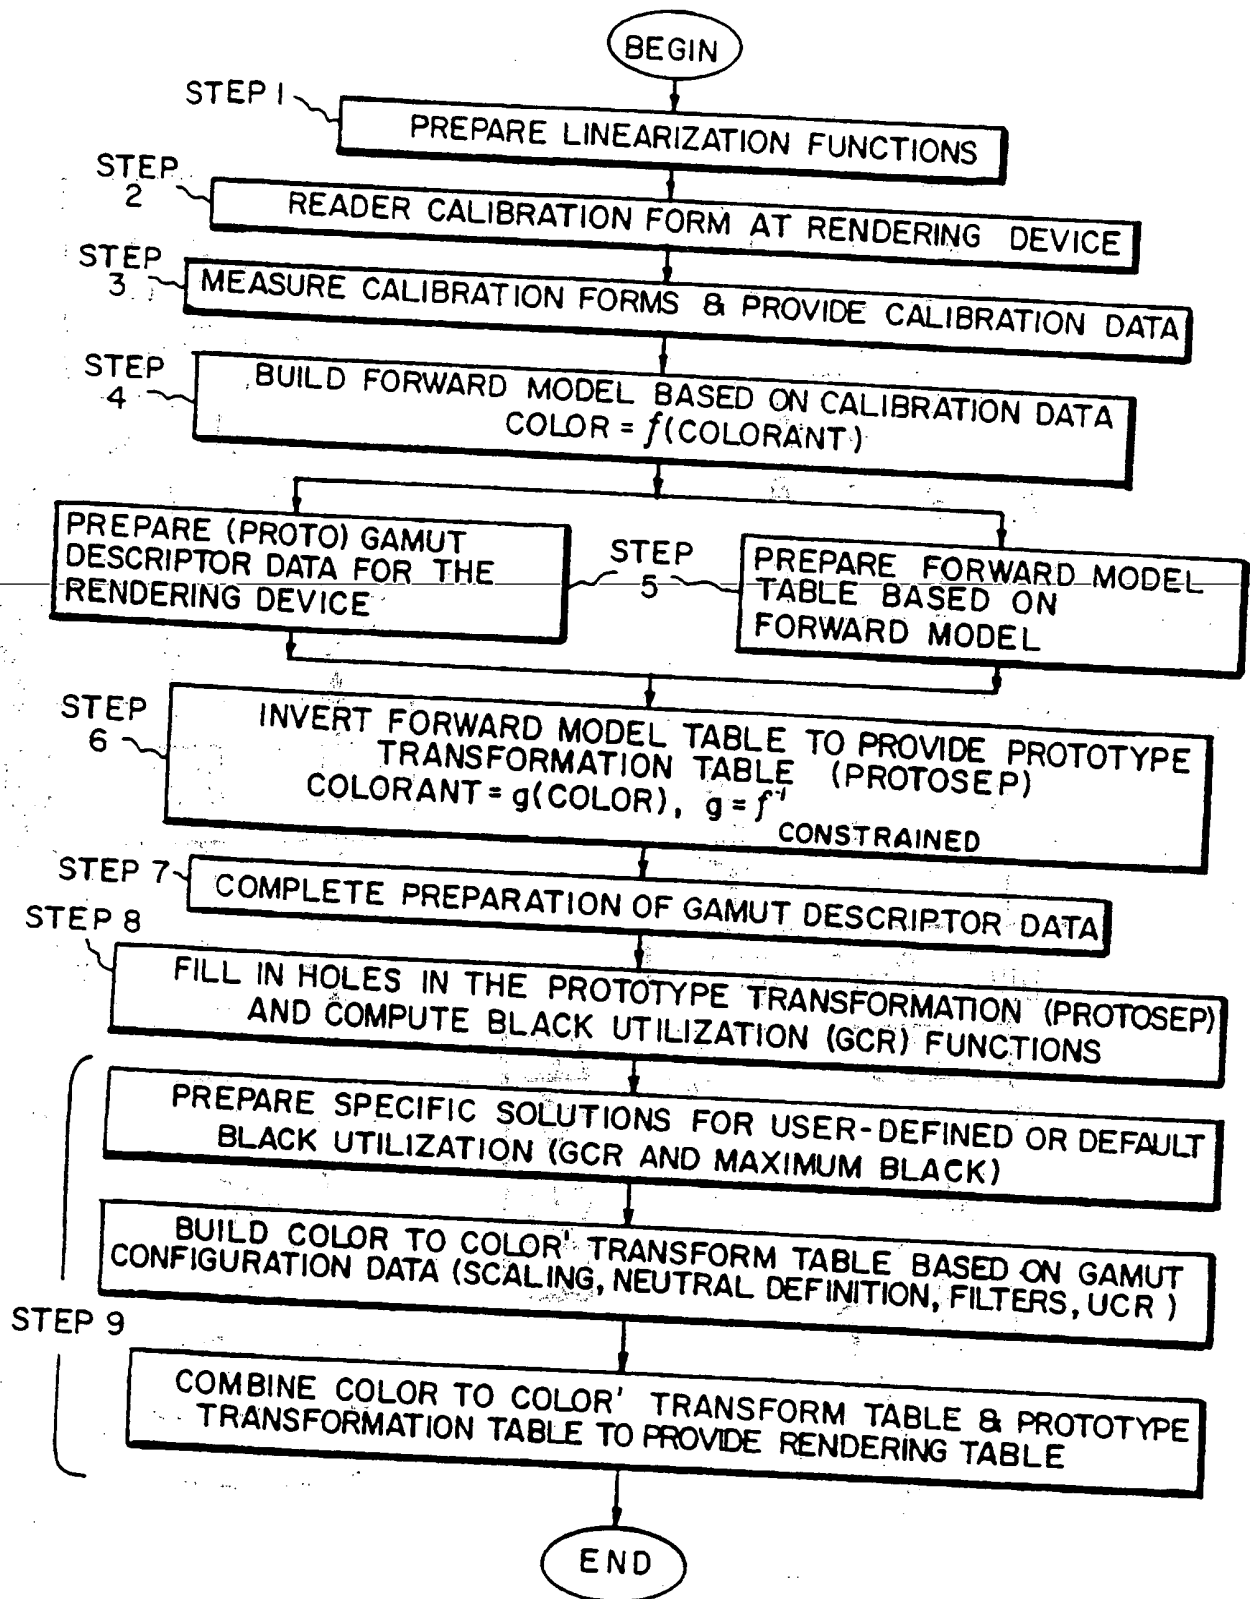 BEGIN
STEP 1
PREPARE LINEARIZATION FUNCTIONS
STEP
2
READER CALIBRATION FORM AT RENDERING DEVICE
STEP
3
MEASURE CALIBRATION FORMS & PROVIDE CALIBRATION DATA
STEP
4
BUILD FORWARD MODEL BASED ON CALIBRATION DATA
COLOR = f(COLORANT)
PREPARE (PROTO) GAMUT
DESCRIPTOR DATA FOR THE
RENDERING DEVICE
STEP
5
PREPARE FORWARD MODEL
TABLE BASED ON
FORWARD MODEL
STEP
6
INVERT FORWARD MODEL TABLE TO PROVIDE PROTOTYPE
TRANSFORMATION TABLE (PROTOSEP)
COLORANT = g(COLOR), g = f⁻¹
CONSTRAINED
STEP 7
COMPLETE PREPARATION OF GAMUT DESCRIPTOR DATA
STEP 8
FILL IN HOLES IN THE PROTOTYPE TRANSFORMATION (PROTOSEP)
AND COMPUTE BLACK UTILIZATION (GCR) FUNCTIONS
PREPARE SPECIFIC SOLUTIONS FOR USER-DEFINED OR DEFAULT
BLACK UTILIZATION (GCR AND MAXIMUM BLACK)
BUILD COLOR TO COLOR' TRANSFORM TABLE BASED ON GAMUT
CONFIGURATION DATA (SCALING, NEUTRAL DEFINITION, FILTERS, UCR)
STEP 9
COMBINE COLOR TO COLOR' TRANSFORM TABLE & PROTOTYPE
TRANSFORMATION TABLE TO PROVIDE RENDERING TABLE
END